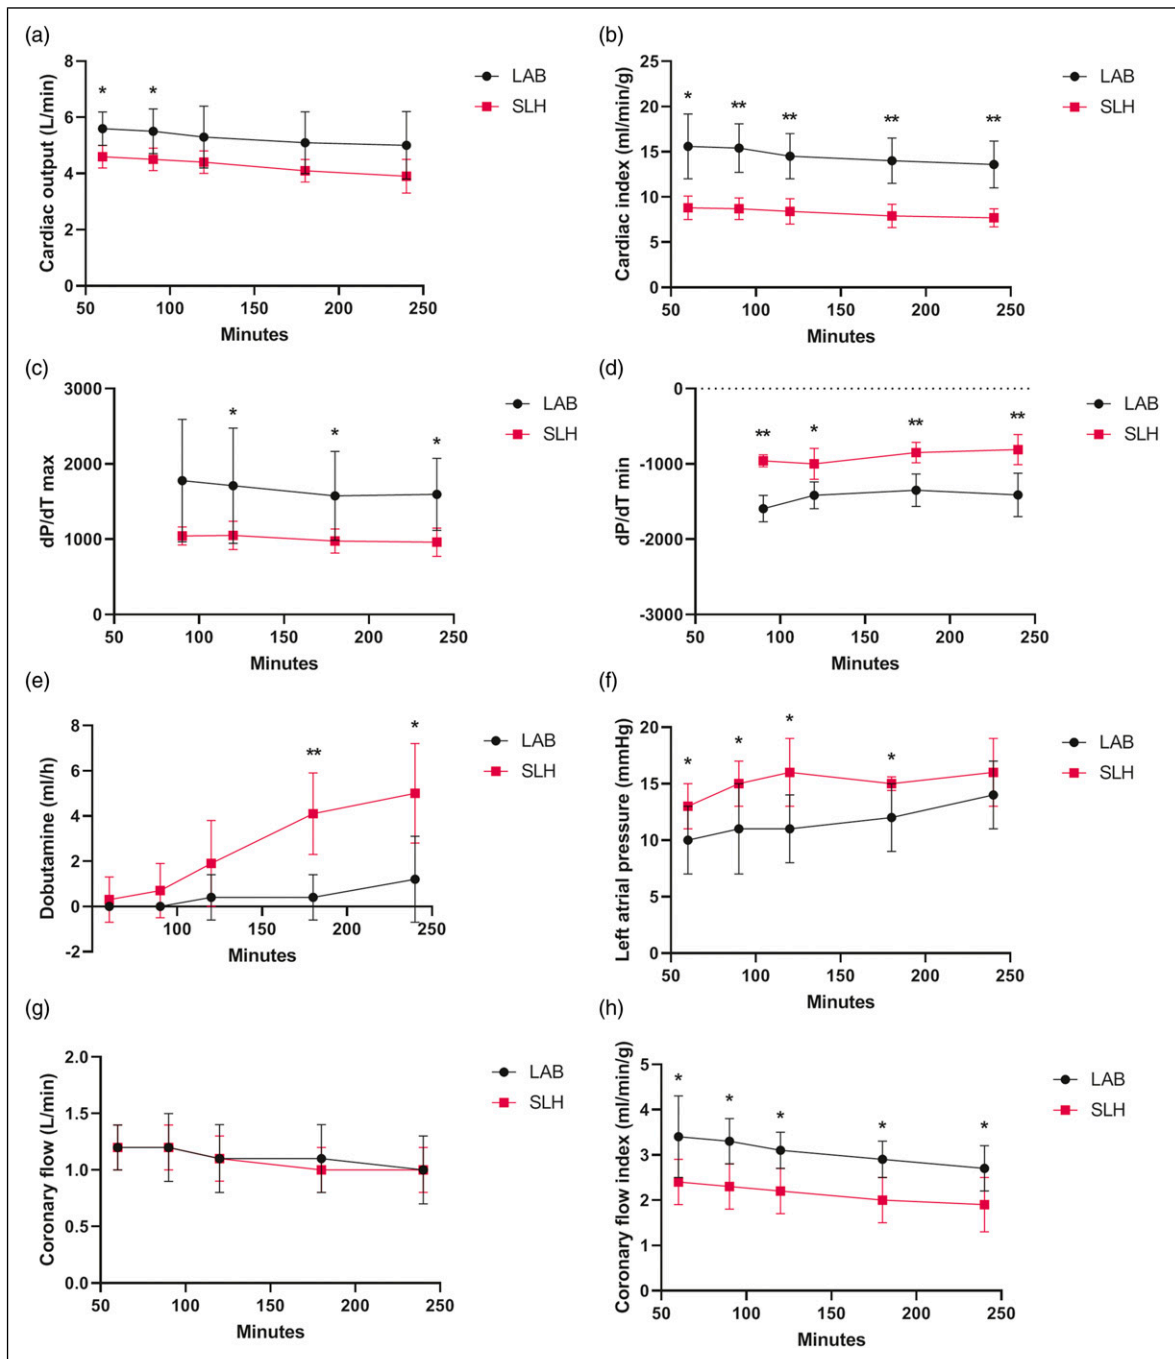 (a)
Cardiac output (L/min)
8
6
4
2
0
* *
50 100 150 200 250
Minutes
LAB
SLH
(b)
Cardiac index (ml/min/g)
25
20
15
10
5
0
* ** ** ** **
50 100 150 200 250
Minutes
LAB
SLH
(c)
dP/dT max
3000
2000
1000
0
* * *
50 100 150 200 250
Minutes
LAB
SLH
(d)
dP/dT min
0
-1000
-2000
-3000
** * ** **
50 100 150 200 250
Minutes
LAB
SLH
(e)
Dobutamine (ml/h)
8
6
4
2
0
-2
** *
100 150 200 250
Minutes
LAB
SLH
(f)
Left atrial pressure (mmHg)
20
15
10
5
0
* * * *
50 100 150 200 250
Minutes
LAB
SLH
(g)
Coronary flow (L/min)
2.0
1.5
1.0
0.5
0.0
50 100 150 200 250
Minutes
LAB
SLH
(h)
Coronary flow index (ml/min/g)
5
4
3
2
1
0
* * * * *
50 100 150 200 250
Minutes
LAB
SLH